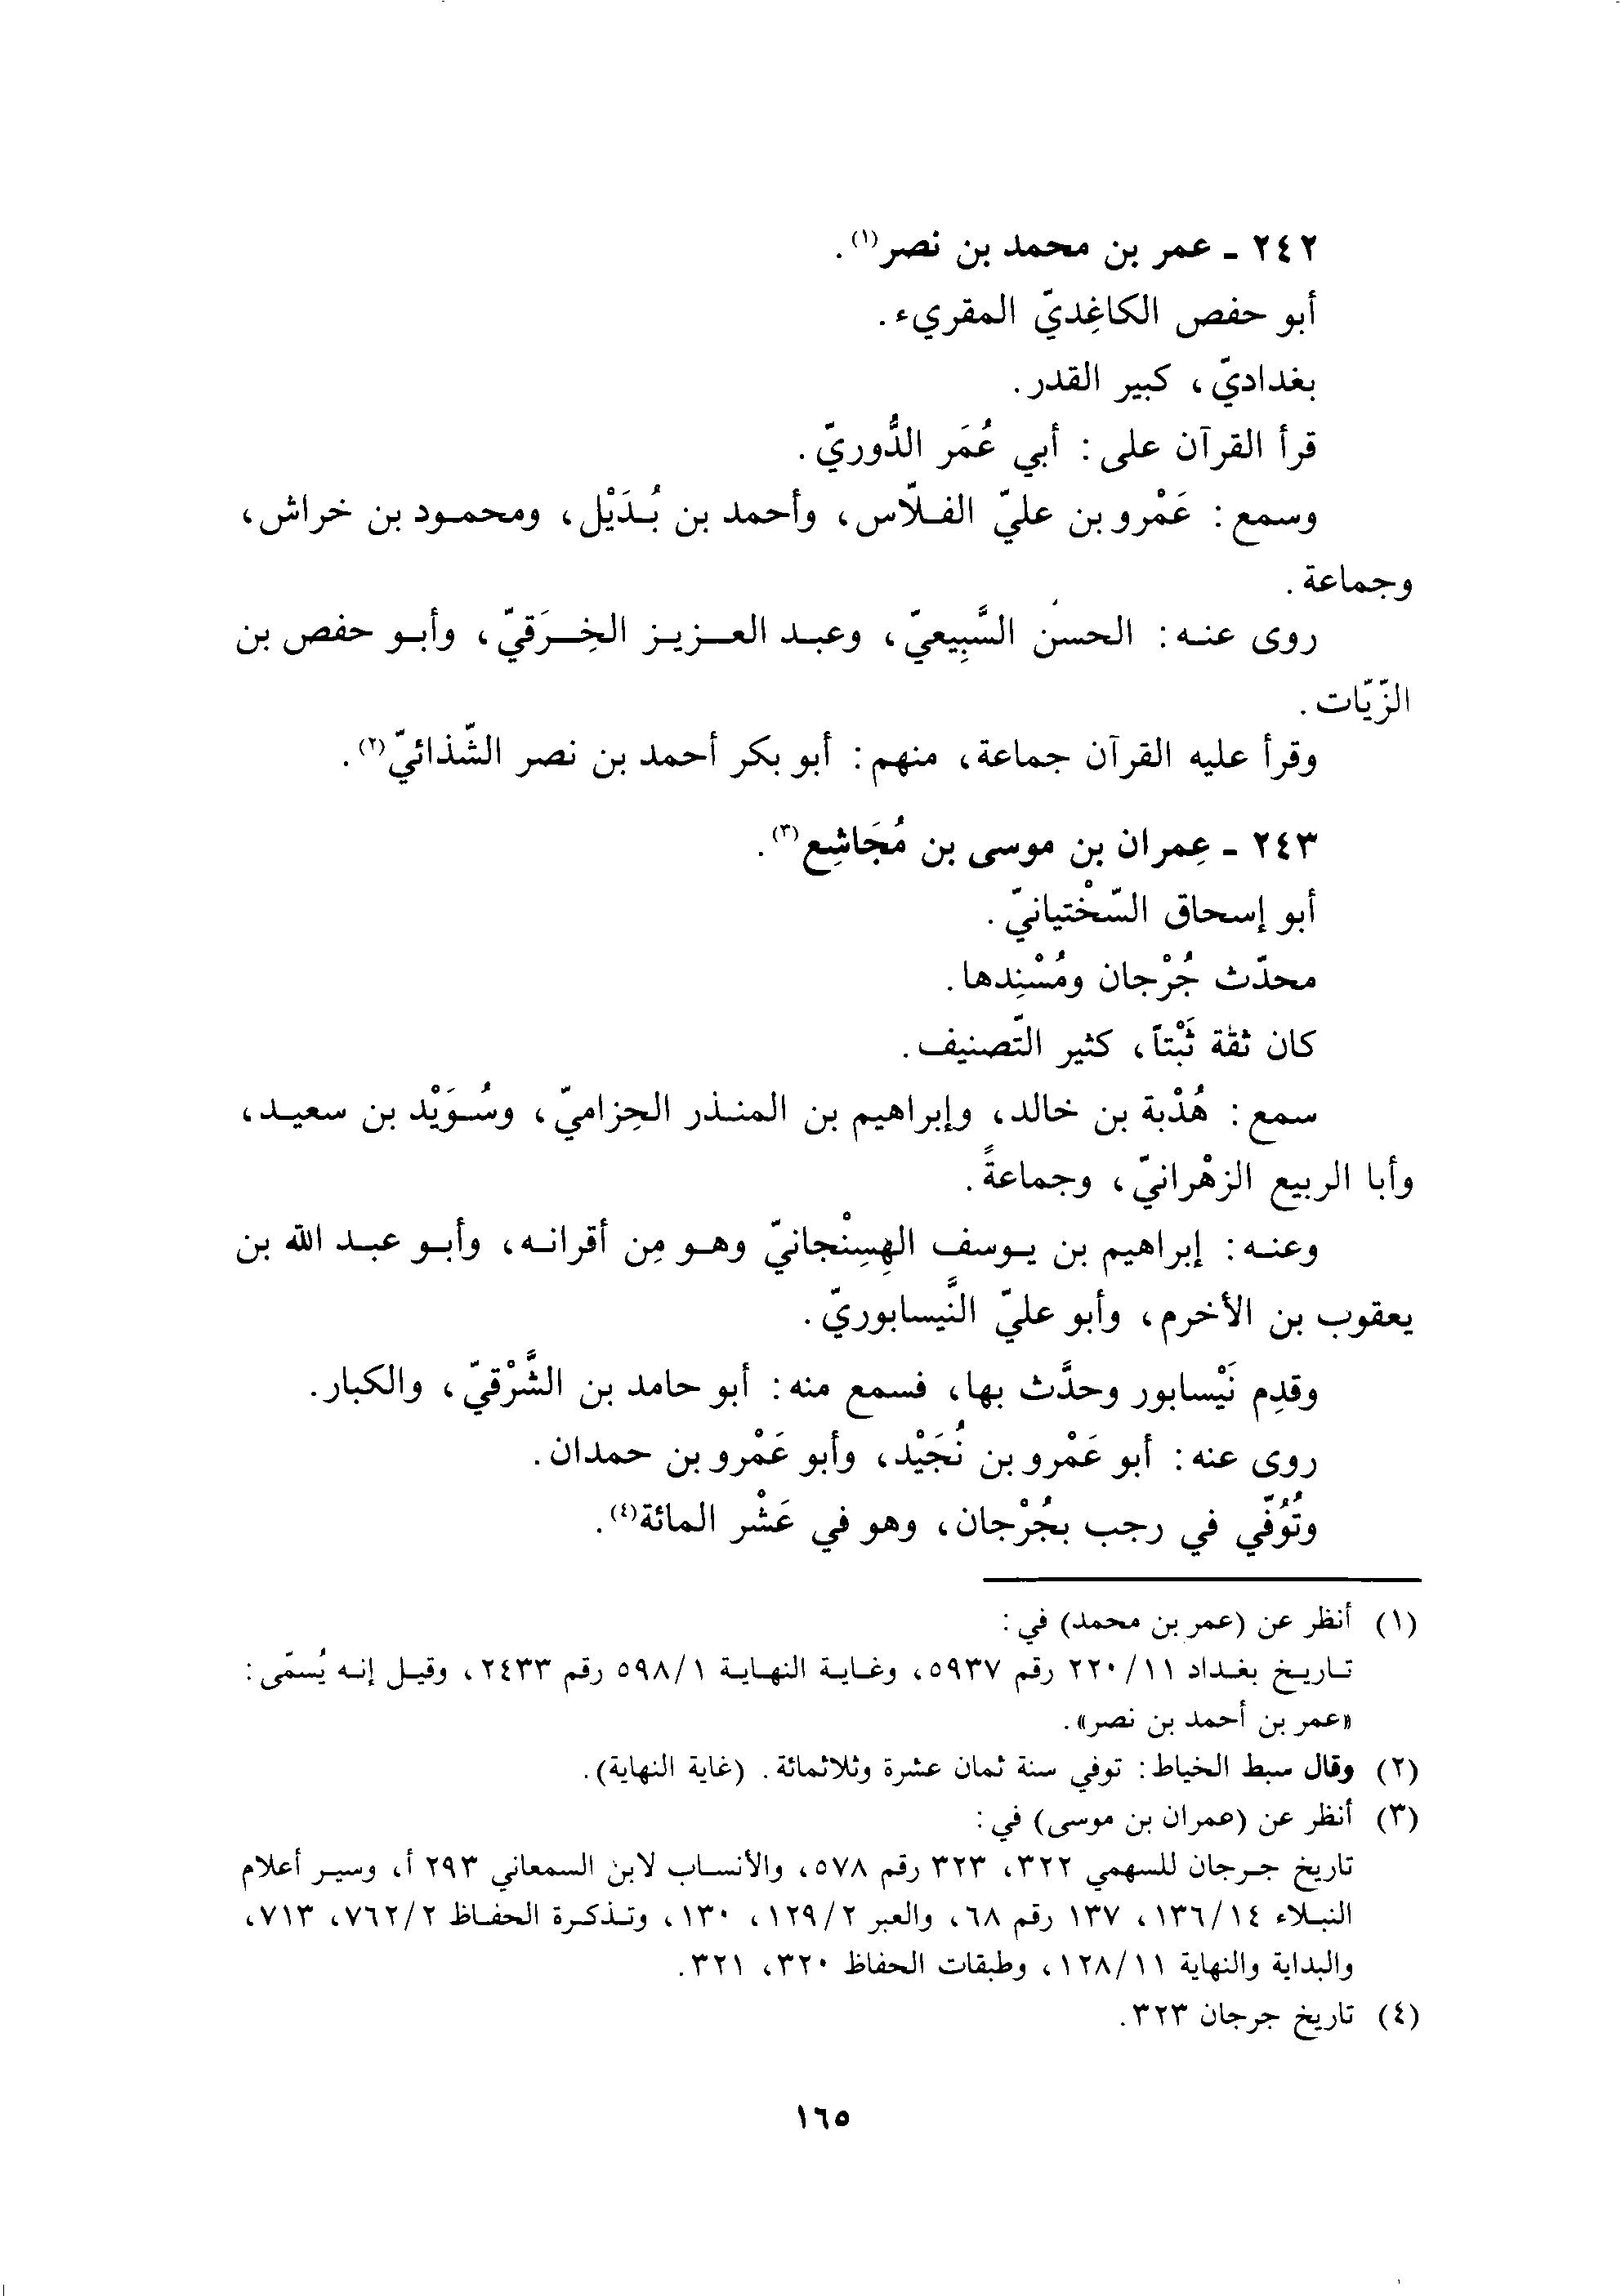 ٢٤٢ ـ عمر بن محمد بن نصر(١).
أبو حفص الكاغِديّ المقريء.
بغداديّ، كبير القدر.
قرأ القرآن على: أبي عُمَر الدُّوريّ.
وسمع: عَمْرو بن عليّ الفلّاس، وأحمد بن بُدَيْل، ومحمود بن خراش،
وجماعة.
روى عنه: الحسن السَّبِيعيّ، وعبد العزيز الخِرَقيّ، وأبو حفص بن
الزّيّات.
وقرأ عليه القرآن جماعة، منهم: أبو بكر أحمد بن نصر الشّذائيّ(٢).
٢٤٣ ـ عِمران بن موسى بن مُجَاشِع(٣).
أبو إسحاق السّخْتيانيّ.
محدّث جُرْجان ومُسْنِدها.
كان ثقة ثَبْتاً، كثير التّصنيف.
سمع: هُدْبة بن خالد، وإبراهيم بن المنذر الحِزاميّ، وسُوَيْد بن سعيد،
وأبا الربيع الزهْرانيّ، وجماعةً.
وعنه: إبراهيم بن يوسف الهِسِنْجانيّ وهو مِن أقرانه، وأبو عبد الله بن
يعقوب بن الأخرم، وأبو عليّ النَّيسابوريّ.
وقدِم نَيْسابور وحدَّث بها، فسمع منه: أبو حامد بن الشَّرْقيّ، والكبار.
روى عنه: أبو عَمْرو بن نُجَيْد، وأبو عَمْرو بن حمدان.
وتُوُفّي في رجب بجُرْجان، وهو في عَشْر المائة(٤).
(١) أنظر عن (عمر بن محمد) في:
تاريخ بغداد ١١/ ٢٢٠ رقم ٥٩٣٧، وغاية النهاية ١/ ٥٩٨ رقم ٢٤٣٣، وقيل إنه يُسمّى:
«عمر بن أحمد بن نصر».
(٢) وقال سبط الخياط: توفي سنة ثمان عشرة وثلاثمائة. (غاية النهاية).
(٣) أنظر عن (عمران بن موسى) في:
تاريخ جرجان للسهمي ٣٢٢، ٣٢٣ رقم ٥٧٨، والأنساب لابن السمعاني ٢٩٣ أ، وسير أعلام
النبلاء ١٤/ ١٣٦، ١٣٧ رقم ٦٨، والعبر ٢/ ١٢٩، ١٣٠، وتذكرة الحفاظ ٢/ ٧٦٢، ٧١٣،
والبداية والنهاية ١١/ ١٢٨، وطبقات الحفاظ ٣٢٠، ٣٢١.
(٤) تاريخ جرجان ٣٢٣.
١٦٥